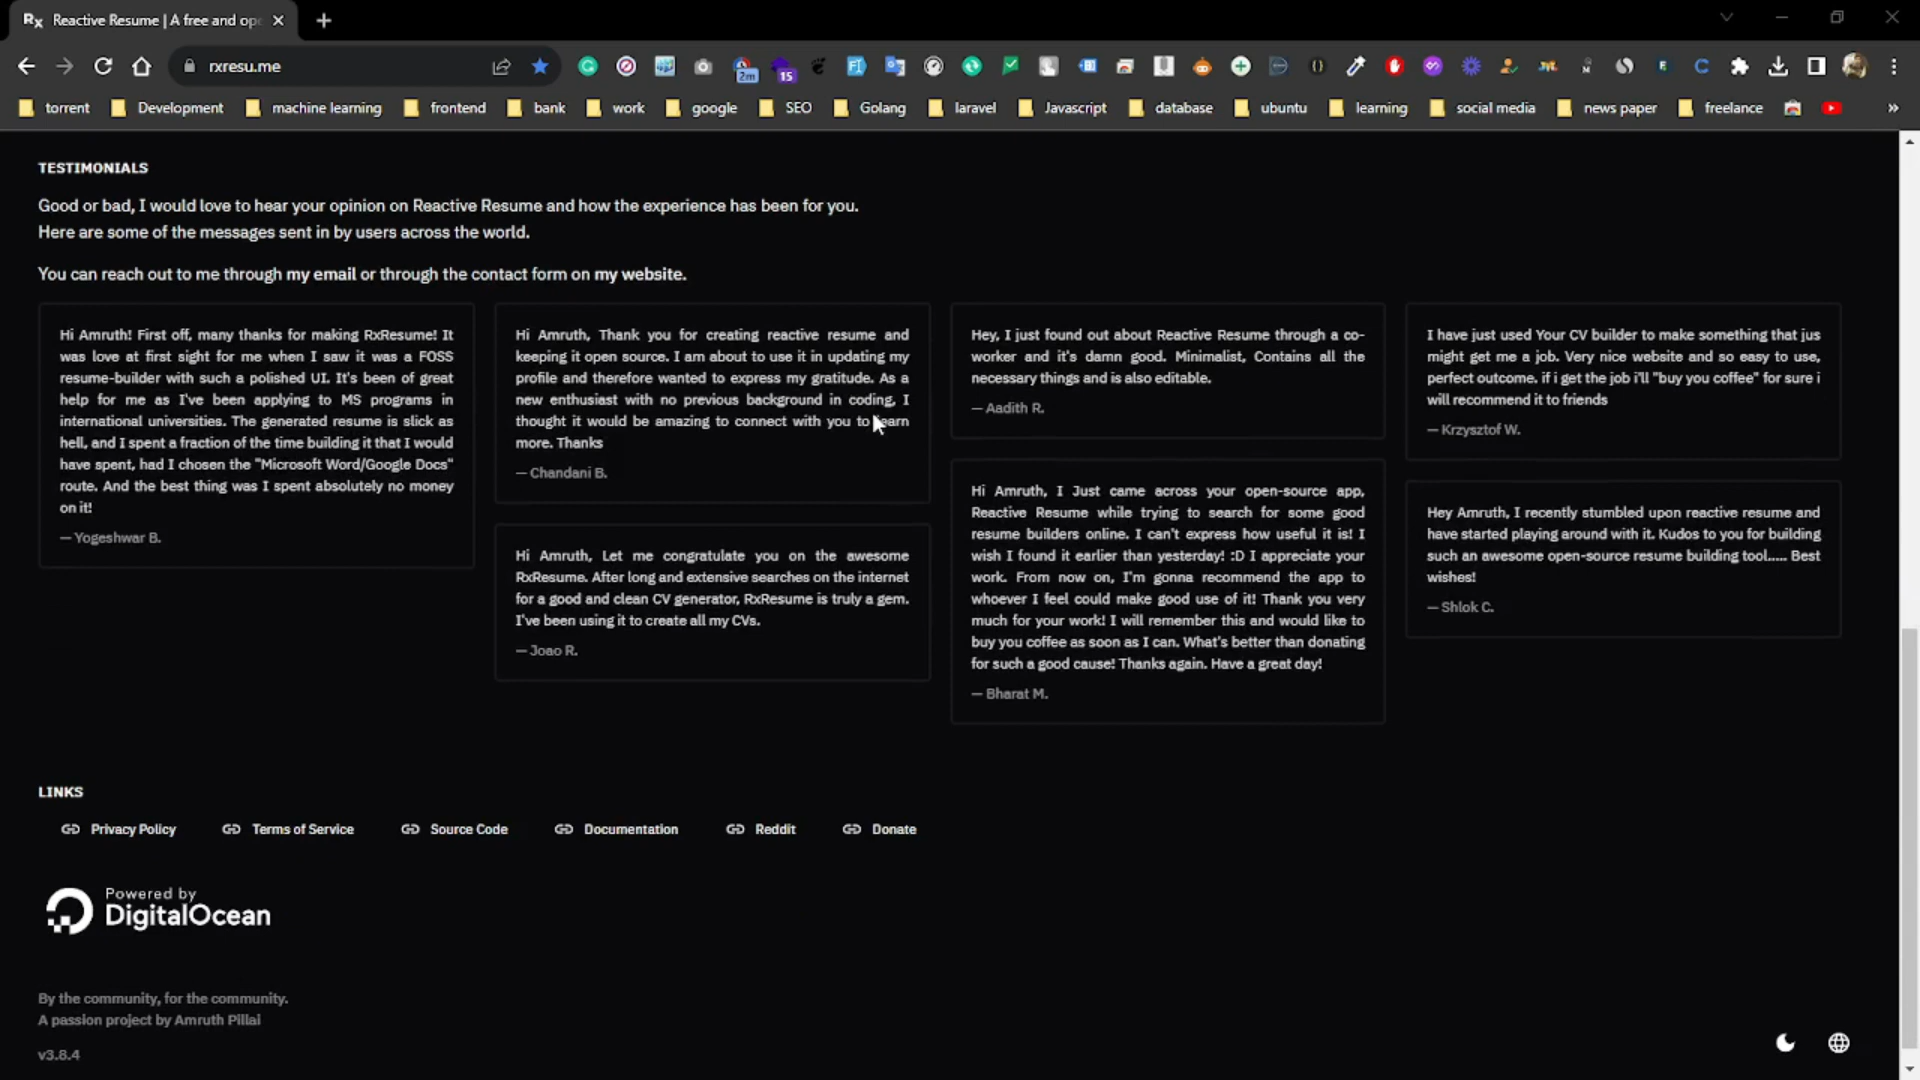 Rx Reactive Resume | A free and ope
rxresu.me
2m
15
torrent Development machine learning frontend bank work google SEO Golang laravel Javascript database ubuntu learning social media news paper freelance
TESTIMONIALS
Good or bad, I would love to hear your opinion on Reactive Resume and how the experience has been for you.
Here are some of the messages sent in by users across the world.
You can reach out to me through my email or through the contact form on my website.
Hi Amruth! First off, many thanks for making RxResume! It
was love at first sight for me when I saw it was a FOSS
resume-builder with such a polished UI. It's been of great
help for me as I've been applying to MS programs in
international universities. The generated resume is slick as
hell, and I spent a fraction of the time building it that I would
have spent, had I chosen the "Microsoft Word/Google Docs"
route. And the best thing was I spent absolutely no money
on it!
— Yogeshwar B.
Hi Amruth, Thank you for creating reactive resume and
keeping it open source. I am about to use it in updating my
profile and therefore wanted to express my gratitude. As a
new enthusiast with no previous background in coding, I
thought it would be amazing to connect with you to learn
more. Thanks
— Chandani B.
Hi Amruth, Let me congratulate you on the awesome
RxResume. After long and extensive searches on the internet
for a good and clean CV generator, RxResume is truly a gem.
I've been using it to create all my CVs.
— Joao R.
Hey, I just found out about Reactive Resume through a co-
worker and it's damn good. Minimalist, Contains all the
necessary things and is also editable.
— Aadith R.
Hi Amruth, I Just came across your open-source app,
Reactive Resume while trying to search for some good
resume builders online. I can't express how useful it is! I
wish I found it earlier than yesterday! :D I appreciate your
work. From now on, I'm gonna recommend the app to
whoever I feel could make good use of it! Thank you very
much for your work! I will remember this and would like to
buy you coffee as soon as I can. What's better than donating
for such a good cause! Thanks again. Have a great day!
— Bharat M.
I have just used Your CV builder to make something that jus
might get me a job. Very nice website and so easy to use,
perfect outcome. if i get the job i'll "buy you coffee" for sure i
will recommend it to friends
— Krzysztof W.
Hey Amruth, I recently stumbled upon reactive resume and
have started playing around with it. Kudos to you for building
such an awesome open-source resume building tool..... Best
wishes!
— Shlok C.
LINKS
Privacy Policy Terms of Service Source Code Documentation Reddit Donate
Powered by
DigitalOcean
By the community, for the community.
A passion project by Amruth Pillai
v3.8.4